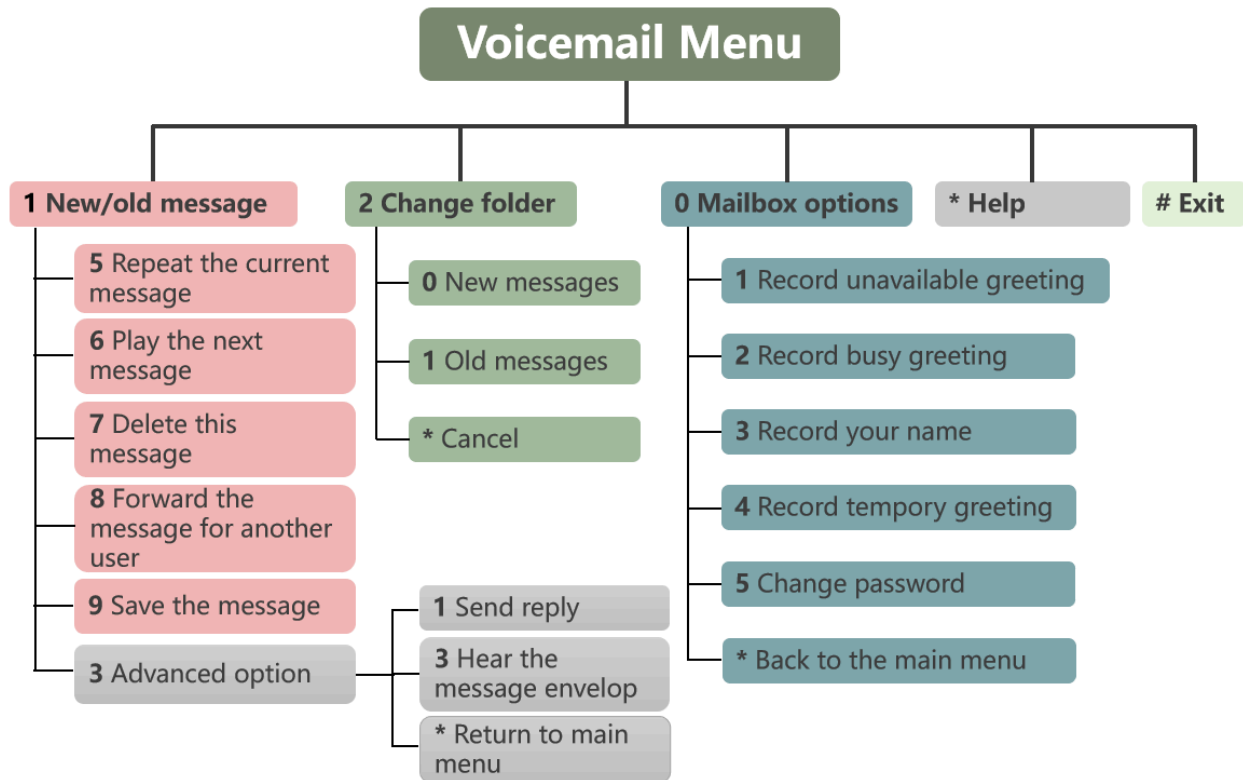 Voicemail Menu
1 New/old message
5 Repeat the current
message
6 Play the next
message
7 Delete this
message
8 Forward the
message for another
user
9 Save the message
3 Advanced option
1 Send reply
3 Hear the
message envelop
* Return to main
menu
2 Change folder
0 New messages
1 Old messages
* Cancel
0 Mailbox options
1 Record unavailable greeting
2 Record busy greeting
3 Record your name
4 Record tempory greeting
5 Change password
* Back to the main menu
* Help
# Exit